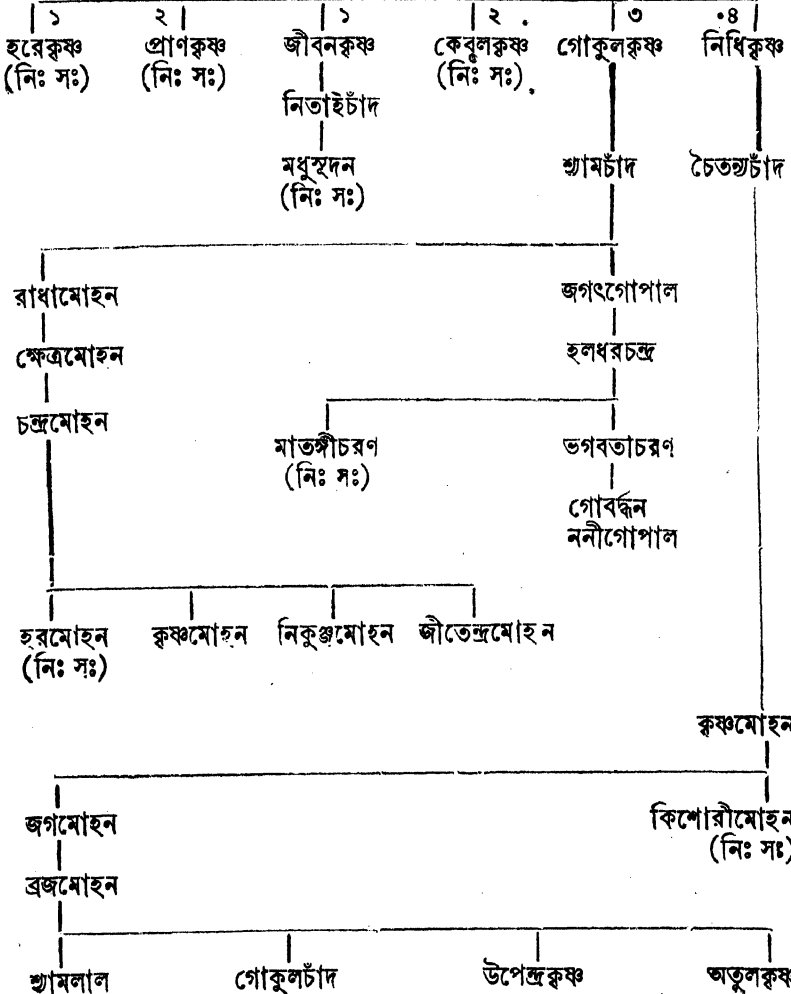 ১ ২ ১ ২ ৩ ৪
হরেকৃষ্ণ প্রাণকৃষ্ণ জীবনকৃষ্ণ কেবলকৃষ্ণ গোকুলকৃষ্ণ নিধিকৃষ্ণ
(নিঃ সঃ) (নিঃ সঃ) (নিঃ সঃ)
নিতাইচাঁদ
মধুসূদন শ্যামচাঁদ চৈতন্যচাঁদ
(নিঃ সঃ)
রাধামোহন জগৎগোপাল
ক্ষেত্রমোহন হলধরচন্দ্র
চন্দ্রমোহন
মাতঙ্গীচরণ ভগবতাচরণ
(নিঃ সঃ)
গোবর্দ্ধন
ননীগোপাল
হরমোহন কৃষ্ণমোহন নিকুঞ্জমোহন জীতেন্দ্রমোহন
(নিঃ সঃ)
কৃষ্ণমোহন
জগমোহন কিশোরীমোহন
(নিঃ সঃ)
ব্রজমোহন
শ্যামলাল গোকুলচাঁদ উপেন্দ্রকৃষ্ণ অতুলকৃষ্ণ